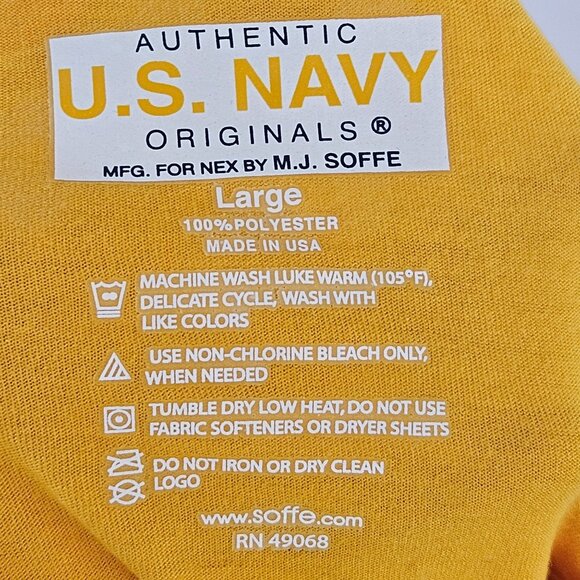 AUTHENTIC
U.S. NAVY
ORIGINALS ®
MFG. FOR NEX BY M.J. SOFFE
Large
100% POLYESTER
MADE IN USA
MACHINE WASH LUKE WARM (105°F),
DELICATE CYCLE, WASH WITH
LIKE COLORS
USE NON-CHLORINE BLEACH ONLY,
WHEN NEEDED
TUMBLE DRY LOW HEAT, DO NOT USE
FABRIC SOFTENERS OR DRYER SHEETS
DO NOT IRON OR DRY CLEAN
LOGO
www.soffe.com
RN 49068